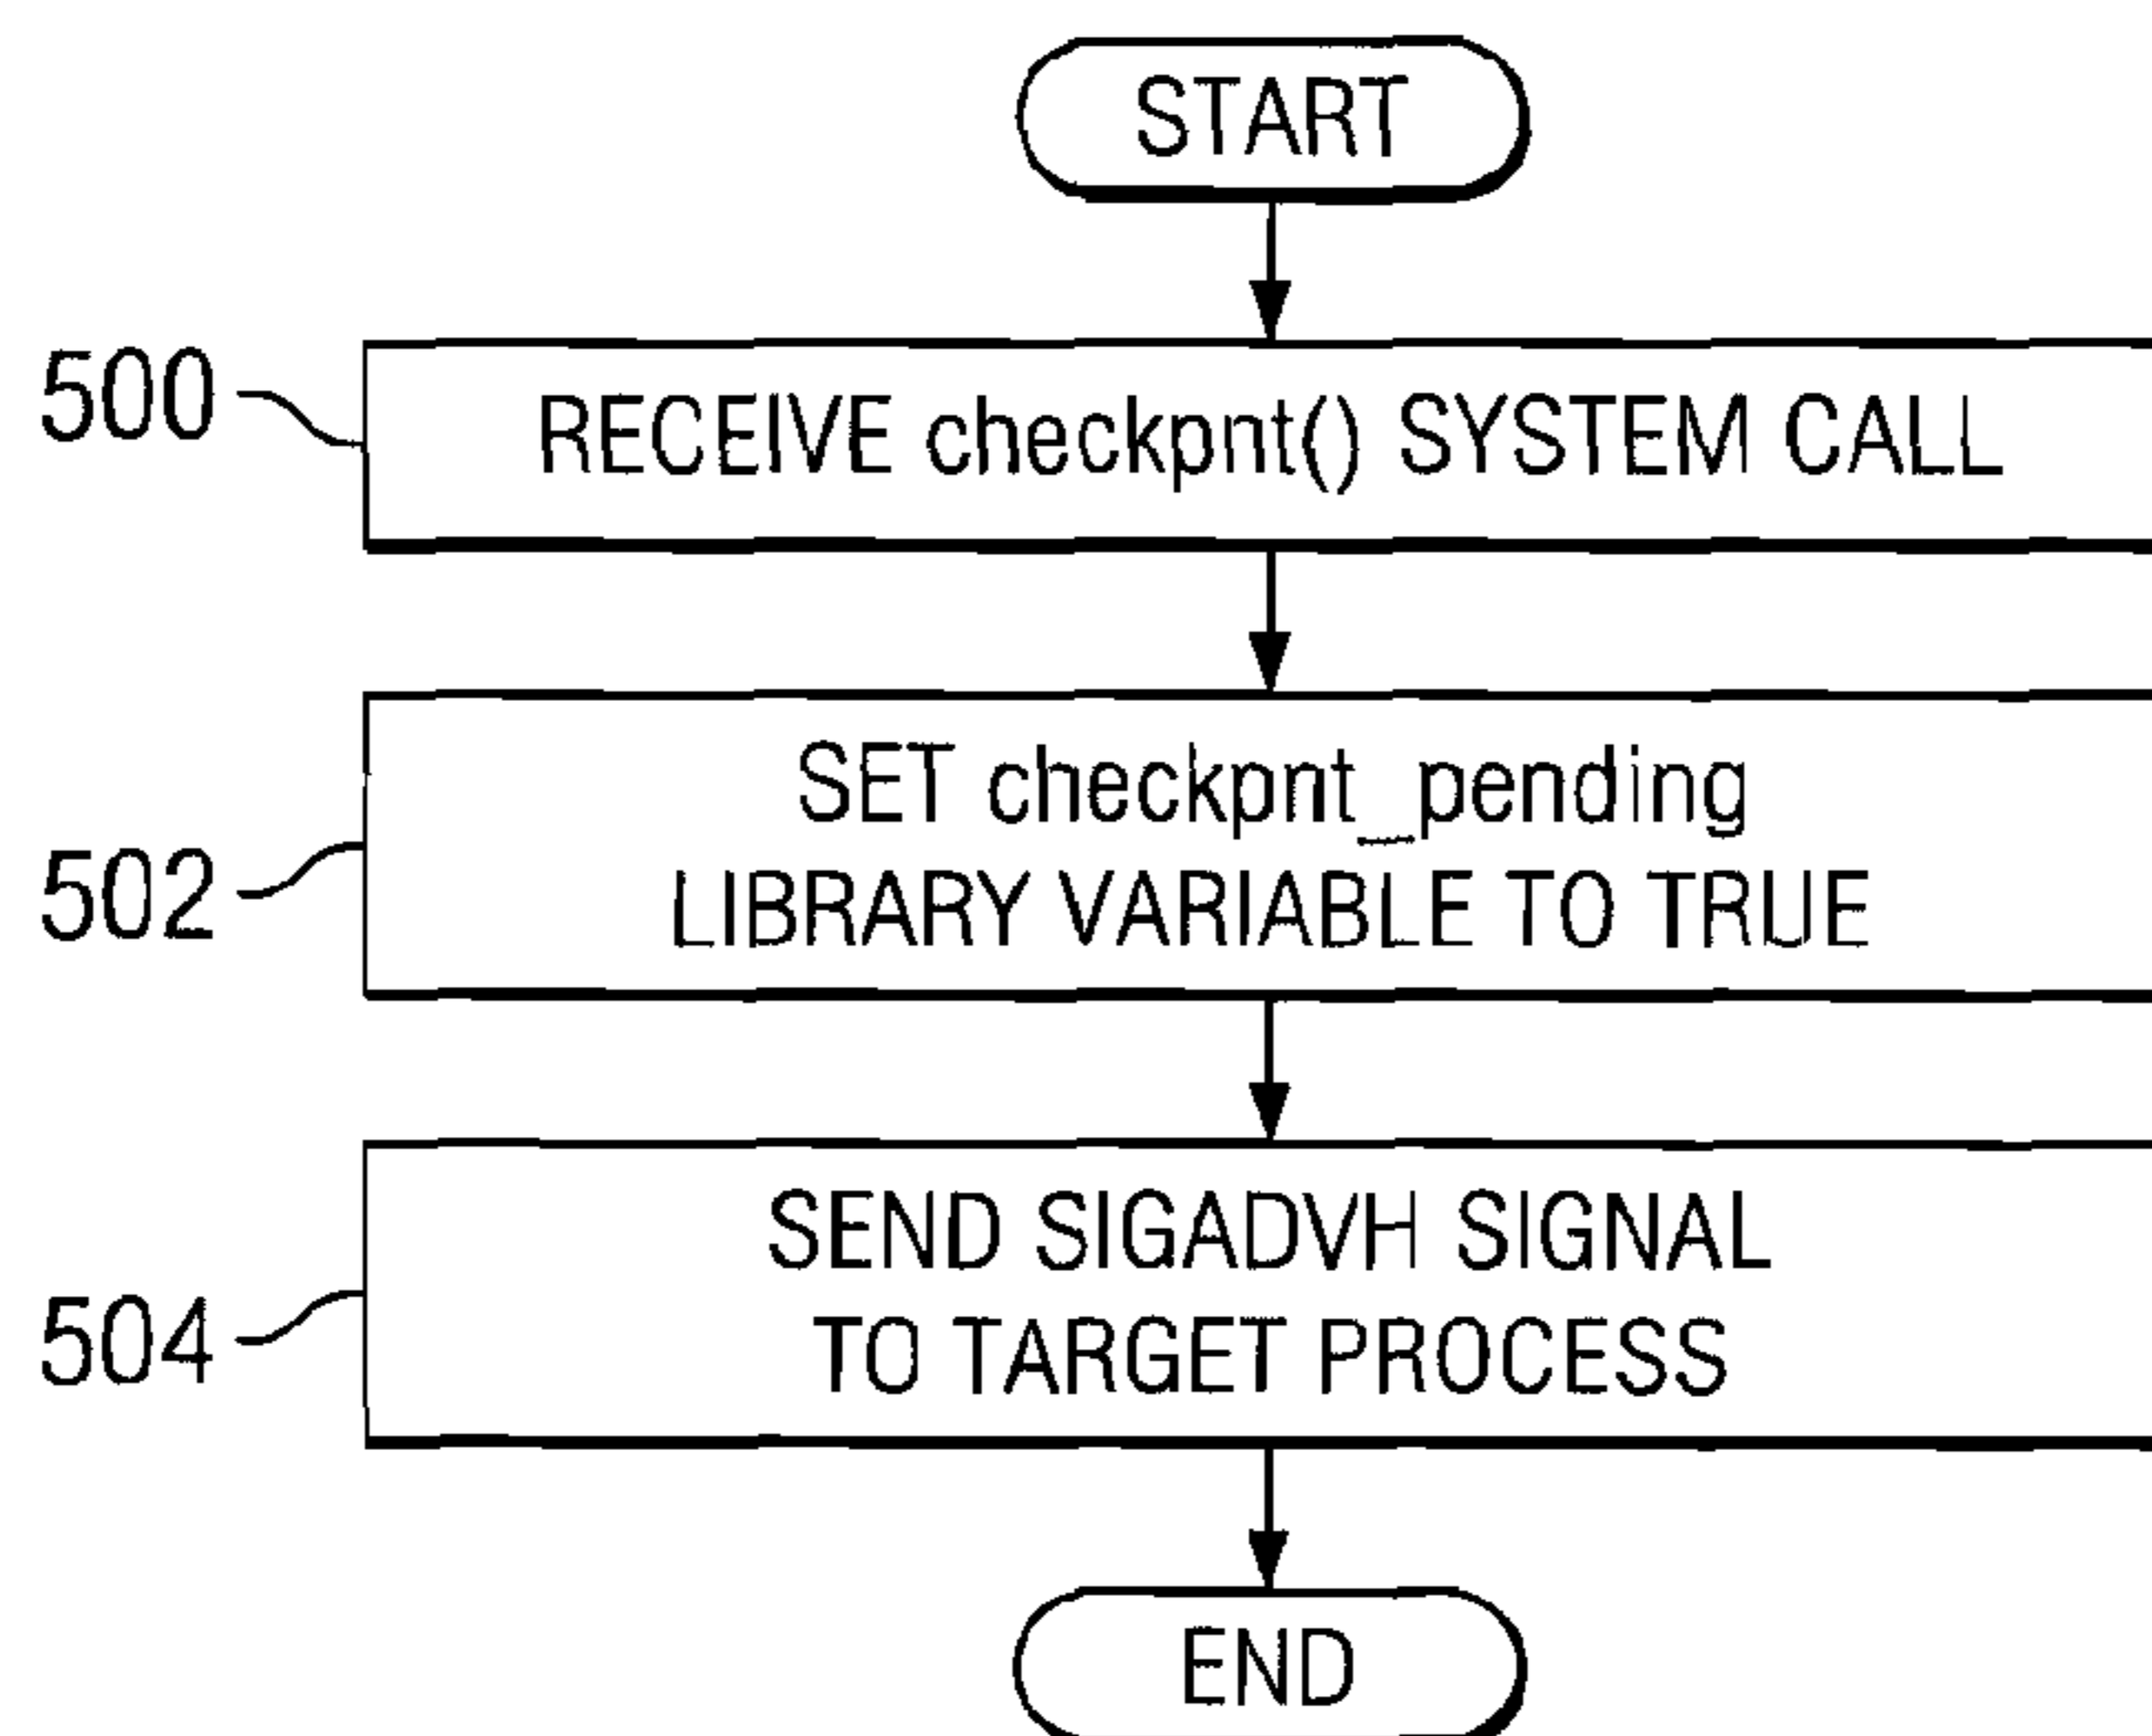 START
500
RECEIVE checkpnt() SYSTEM CALL
SET checkpnt_pending
502
LIBRARY VARIABLE TO TRUE
SEND SIGADVH SIGNAL
504
TO TARGET PROCESS
END